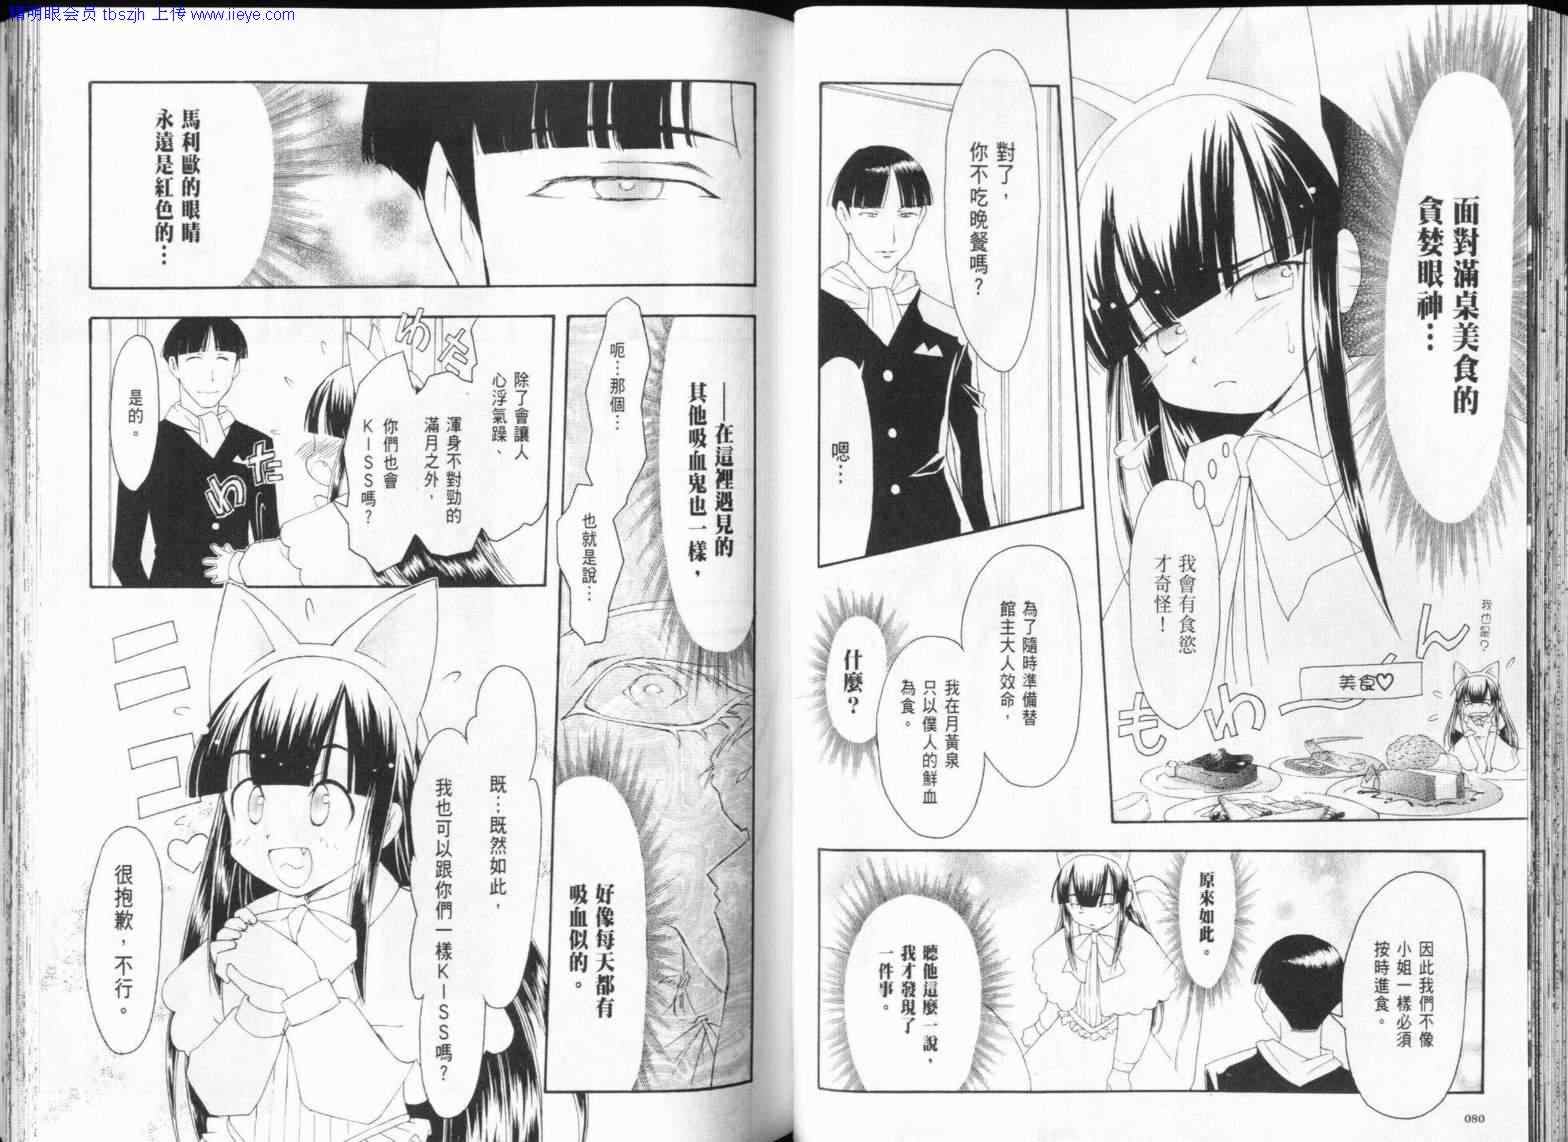 精明眼会员 tbszjh 上传 www.iieye.com
面對滿桌美食的
貪婪眼神…
我會有食慾
才奇怪！
美食♡
もわ
ん
對了，
你不吃晚餐嗎？
嗯…
為了隨時準備替
館主大人效命，
我在月黃泉
只以僕人的鮮血
為食。
什麼？
因此我們不像
小姐一樣必須
按時進食。
原來如此。
聽他這麼一說，
我才發現了
一件事。
080
馬利歐的眼睛
永遠是紅色的…
——在這裡遇見的
其他吸血鬼也一樣，
好像每天都有
吸血似的。
呃…那個…
也就是說…
除了會讓人
心浮氣躁、
渾身不對勁的
滿月之外，
你們也會
KISS嗎？
わた
わた
是的。
既…既然如此，
我也可以跟你們一樣KISS嗎？
ニコ
很抱歉，不行。